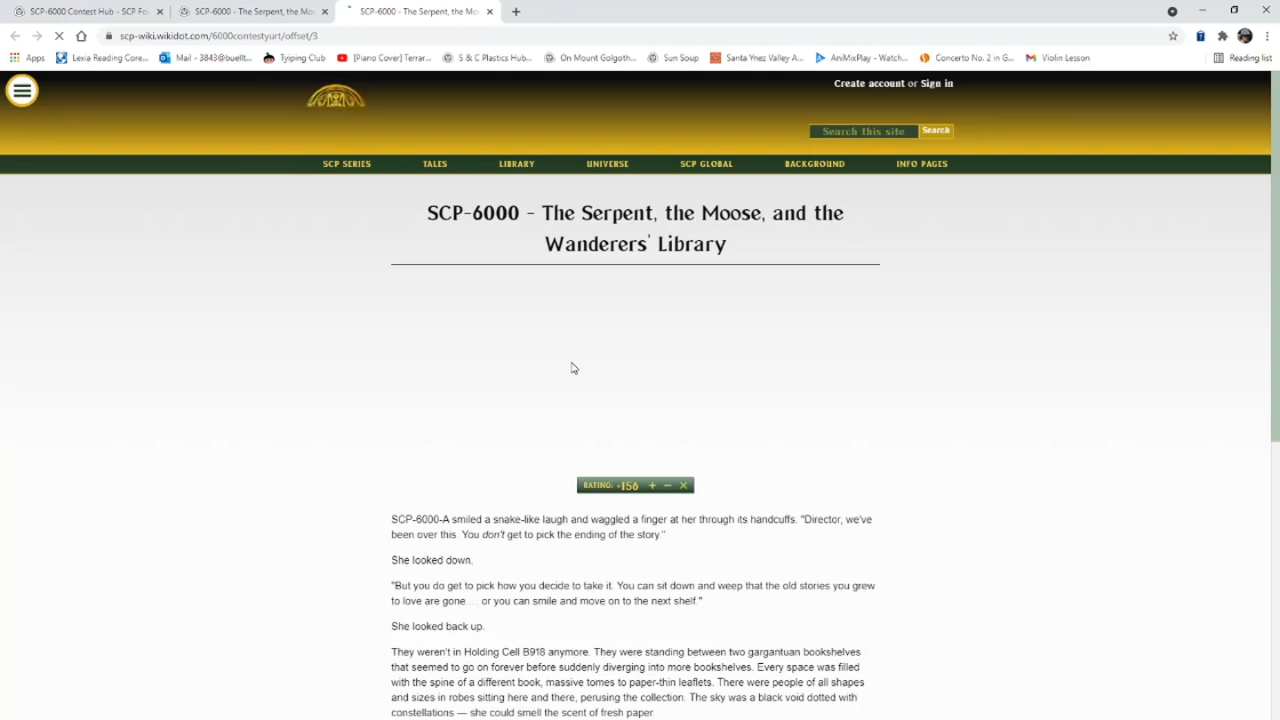 SCP-6000 Contest Hub - SCP Fo
SCP-6000 - The Serpent, the Moo
SCP-6000 - The Serpent, the Moo
scp-wiki.wikidot.com/6000contestyurt/offset/3
Apps
Lexia Reading Core...
Mail - 3843@buellt...
Tyiping Club
[Piano Cover] Terrar...
S & C Plastics Hub...
On Mount Golgoth...
Sun Soup
Santa Ynez Valley A...
AniMixPlay - Watch...
Concerto No. 2 in G...
Violin Lesson
Reading list
Create account or Sign in
Search this site
Search
SCP SERIES
TALES
LIBRARY
UNIVERSE
SCP GLOBAL
BACKGROUND
INFO PAGES
SCP-6000 - The Serpent, the Moose, and the
Wanderers' Library
RATING: +156 + − ×
SCP-6000-A smiled a snake-like laugh and waggled a finger at her through its handcuffs. "Director, we've
been over this. You don't get to pick the ending of the story."
She looked down.
"But you do get to pick how you decide to take it. You can sit down and weep that the old stories you grew
to love are gone.... or you can smile and move on to the next shelf."
She looked back up.
They weren't in Holding Cell B918 anymore. They were standing between two gargantuan bookshelves
that seemed to go on forever before suddenly diverging into more bookshelves. Every space was filled
with the spine of a different book, massive tomes to paper-thin leaflets. There were people of all shapes
and sizes in robes sitting here and there, perusing the collection. The sky was a black void dotted with
constellations — she could smell the scent of fresh paper.